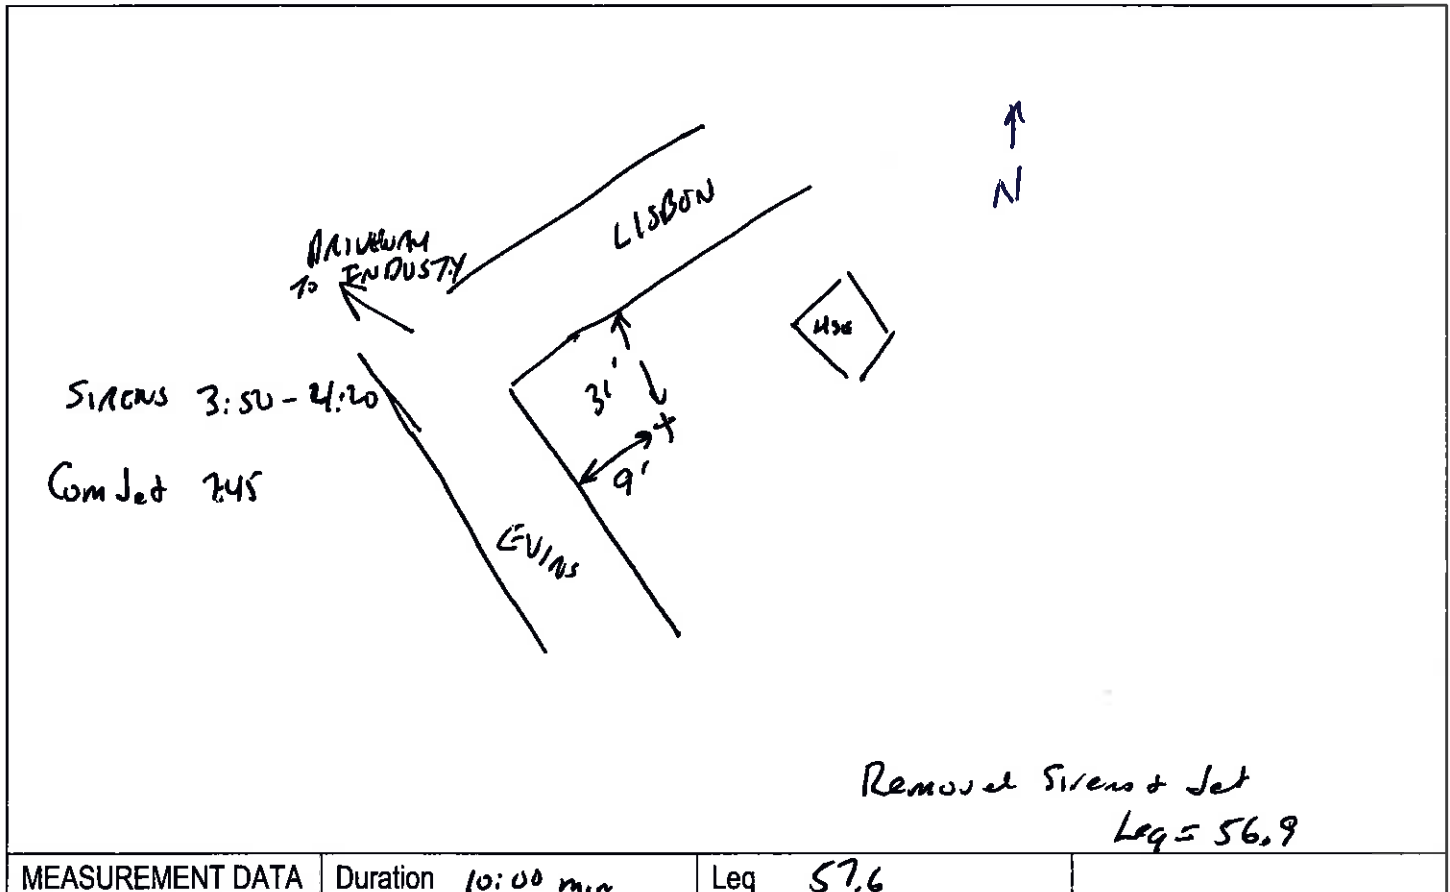 N
LISBON
DRIVEWAY
TO INDUSTY
HSE
31'
SIRENS 3:50-4:20
9'
Com Jet 7:45
EVINS
Removed Sirens + Jet
Leq = 56.9
MEASUREMENT DATA Duration 10:00 min Leq 57.6